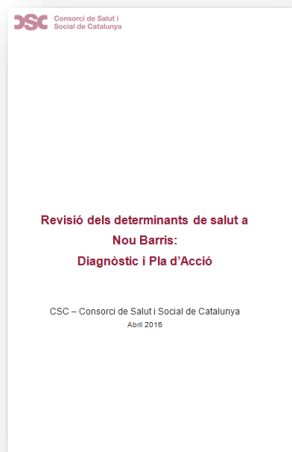 CSC Consorci de Salut i
Social de Catalunya
Revisió dels determinants de salut a
Nou Barris:
Diagnòstic i Pla d'Acció
CSC – Consorci de Salut i Social de Catalunya
Abril 2016